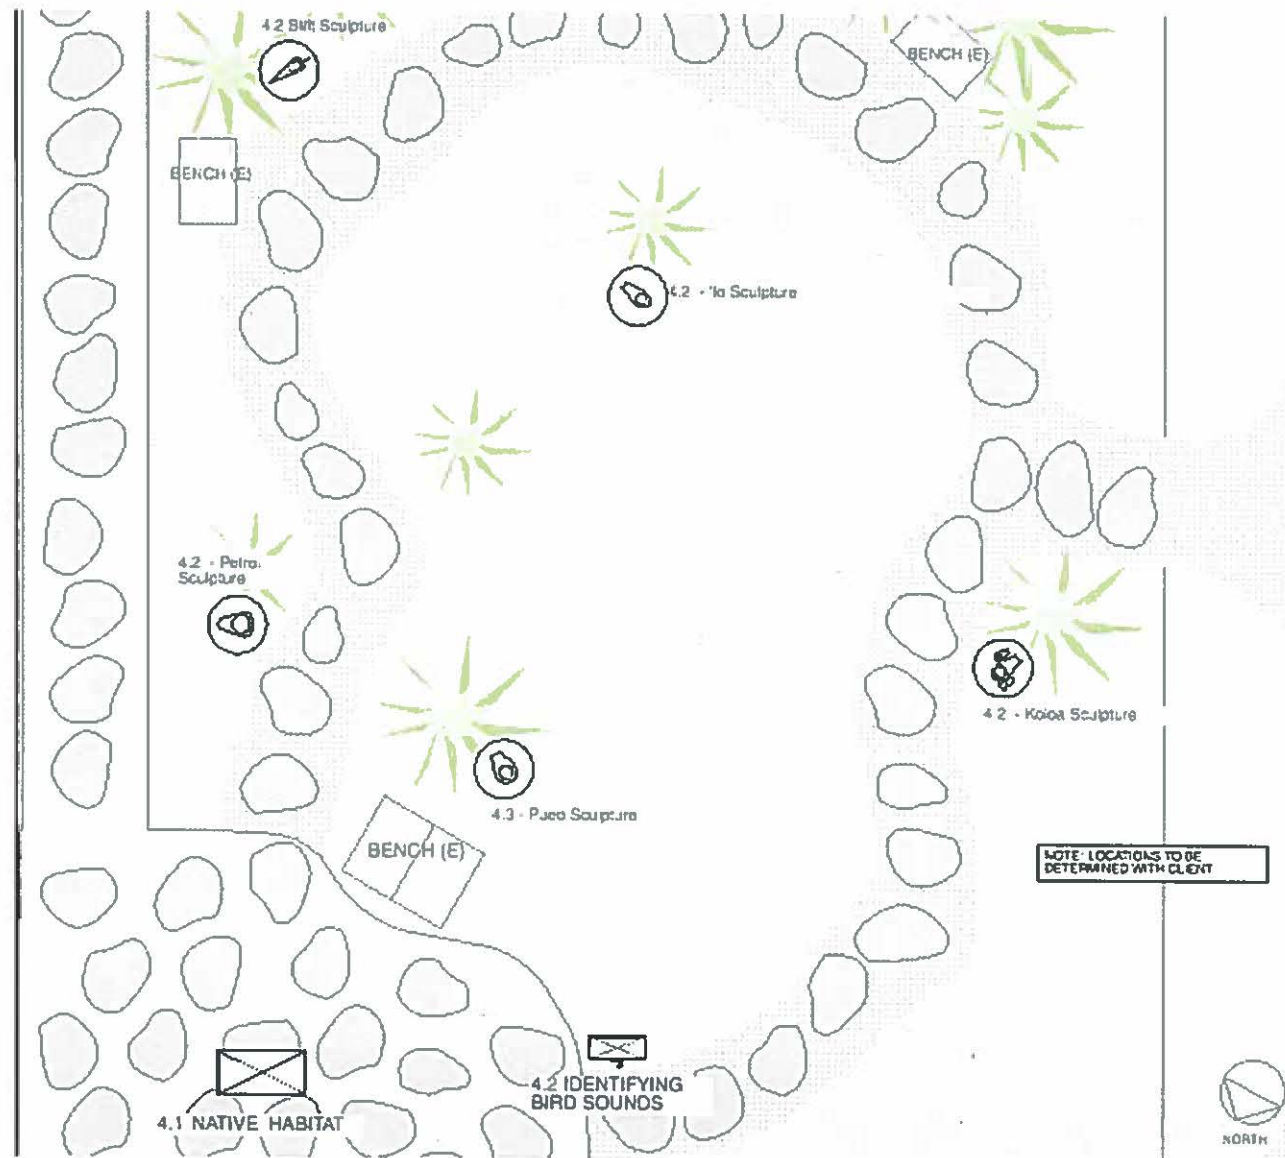 4.2 Sculpture
BENCH (E)
BENCH (E)
4.2 - 'Io Sculpture
4.2 - Petrel
Sculpture
4.2 - Koloa Sculpture
4.3 - Pueo Sculpture
BENCH (E)
NOTE: LOCATIONS TO BE
DETERMINED WITH CLIENT
4.2 IDENTIFYING
BIRD SOUNDS
4.1 NATIVE HABITAT
NORTH